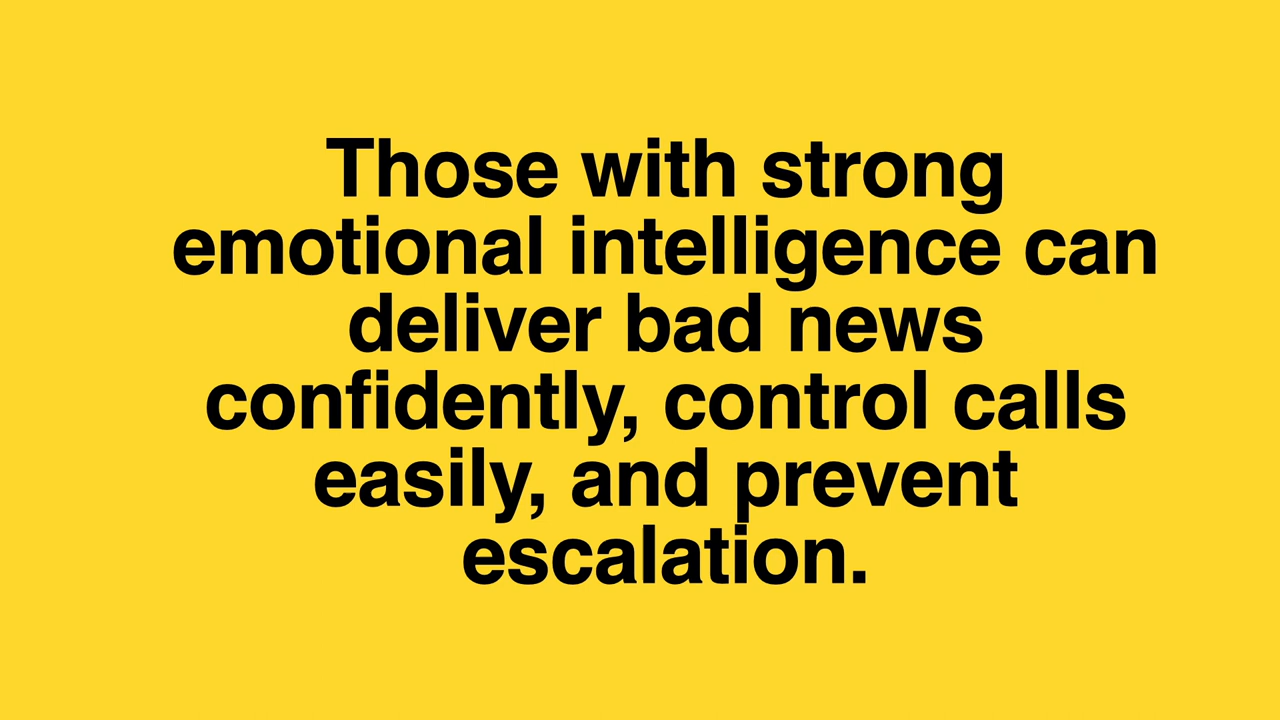 Those with strong
emotional intelligence can
deliver bad news
confidently, control calls
easily, and prevent
escalation.